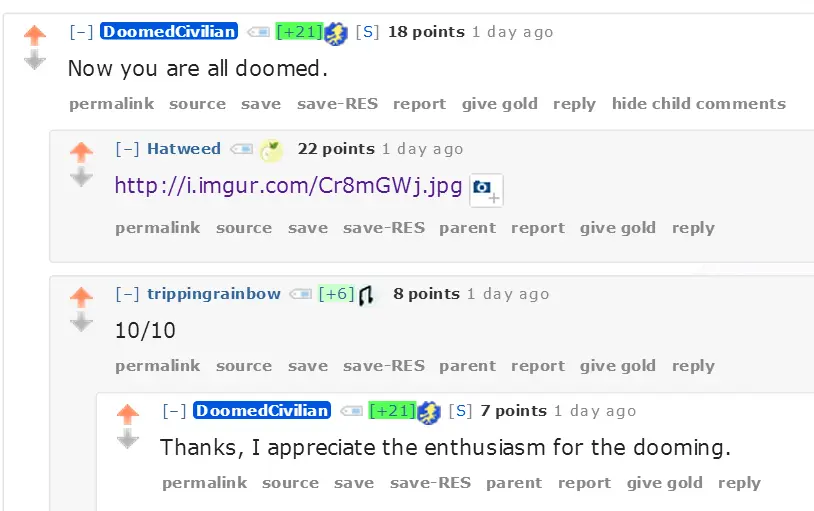 [–] DoomedCivilian [+21] [S] 18 points 1 day ago
Now you are all doomed.
permalink source save save-RES report give gold reply hide child comments
[–] Hatweed 22 points 1 day ago
http://i.imgur.com/Cr8mGWj.jpg
permalink source save save-RES parent report give gold reply
[–] trippingrainbow [+6] 8 points 1 day ago
10/10
permalink source save save-RES parent report give gold reply
[–] DoomedCivilian [+21] [S] 7 points 1 day ago
Thanks, I appreciate the enthusiasm for the dooming.
permalink source save save-RES parent report give gold reply